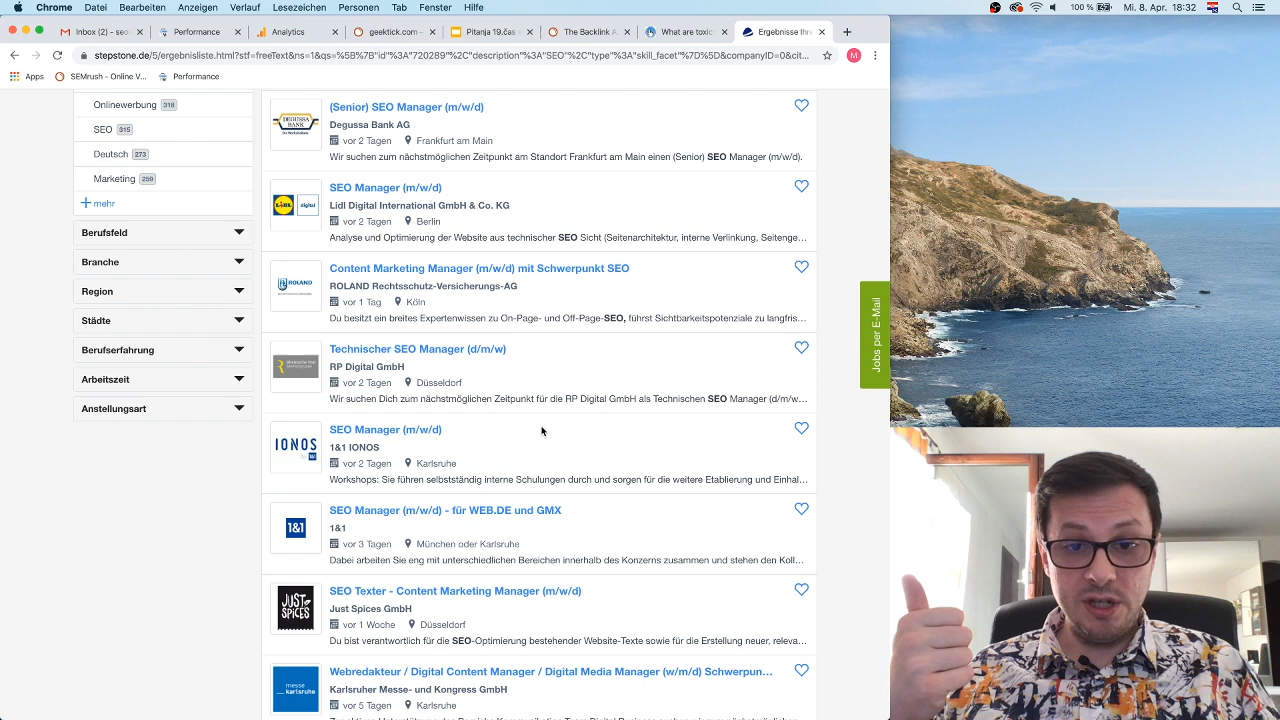 Chrome Datei Bearbeiten Anzeigen Verlauf Lesezeichen Personen Tab Fenster Hilfe 100 % Mi. 8. Apr. 18:32
Inbox (2) - seo Performance Analytics geektick.com - Pitanja 19.čas The Backlink A What are toxic Ergebnisse Ihr
stepstone.de/5/ergebnisliste.html?stf=freeText&ns=1&qs=%5B%7B"id"%3A"720289"%2C"description"%3A"SEO"%2C"type"%3A"skill_facet"%7D%5D&companyID=0&cit... M
Apps SEMrush - Online V... Performance
Onlinewerbung 318
SEO 315
Deutsch 273
Marketing 259
+ mehr
Berufsfeld
Branche
Region
Städte
Berufserfahrung
Arbeitszeit
Anstellungsart
(Senior) SEO Manager (m/w/d)
DEGUSSA BANK
Degussa Bank AG
vor 2 Tagen Frankfurt am Main
Wir suchen zum nächstmöglichen Zeitpunkt am Standort Frankfurt am Main einen (Senior) SEO Manager (m/w/d).
SEO Manager (m/w/d)
LIDL digital
Lidl Digital International GmbH & Co. KG
vor 2 Tagen Berlin
Analyse und Optimierung der Website aus technischer SEO Sicht (Seitenarchitektur, interne Verlinkung, Seitenge...
Content Marketing Manager (m/w/d) mit Schwerpunkt SEO
ROLAND
ROLAND Rechtsschutz-Versicherungs-AG
vor 1 Tag Köln
Du besitzt ein breites Expertenwissen zu On-Page- und Off-Page-SEO, führst Sichtbarkeitspotenziale zu langfris...
Technischer SEO Manager (d/m/w)
RP Digital GmbH
vor 2 Tagen Düsseldorf
Wir suchen Dich zum nächstmöglichen Zeitpunkt für die RP Digital GmbH als Technischen SEO Manager (d/m/w...
SEO Manager (m/w/d)
IONOS
by 1&1
1&1 IONOS
vor 2 Tagen Karlsruhe
Workshops: Sie führen selbstständig interne Schulungen durch und sorgen für die weitere Etablierung und Einhal...
SEO Manager (m/w/d) - für WEB.DE und GMX
1&1
1&1
vor 3 Tagen München oder Karlsruhe
Dabei arbeiten Sie eng mit unterschiedlichen Bereichen innerhalb des Konzerns zusammen und stehen den Koll...
SEO Texter - Content Marketing Manager (m/w/d)
JUST SPICES
Just Spices GmbH
vor 1 Woche Düsseldorf
Du bist verantwortlich für die SEO-Optimierung bestehender Website-Texte sowie für die Erstellung neuer, releva...
Webredakteur / Digital Content Manager / Digital Media Manager (w/m/d) Schwerpun...
messe karlsruhe
Karlsruher Messe- und Kongress GmbH
vor 5 Tagen Karlsruhe
Jobs per E-Mail